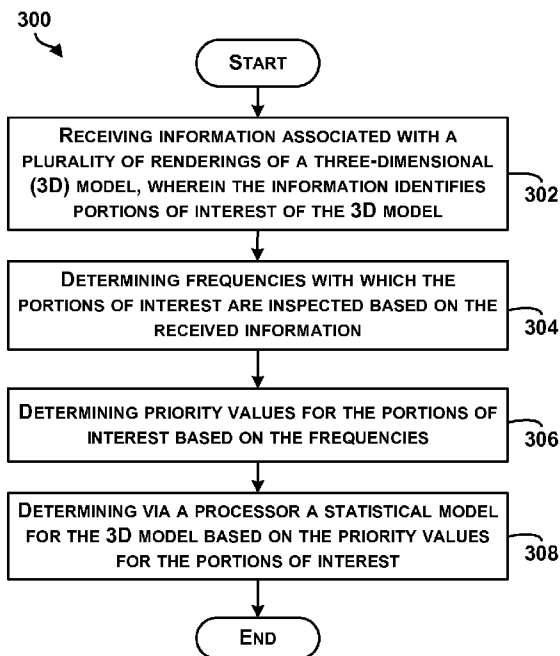 300
START
RECEIVING INFORMATION ASSOCIATED WITH A
PLURALITY OF RENDERINGS OF A THREE-DIMENSIONAL
(3D) MODEL, WHEREIN THE INFORMATION IDENTIFIES
PORTIONS OF INTEREST OF THE 3D MODEL
302
DETERMINING FREQUENCIES WITH WHICH THE
PORTIONS OF INTEREST ARE INSPECTED BASED ON THE
RECEIVED INFORMATION
304
DETERMINING PRIORITY VALUES FOR THE PORTIONS OF
INTEREST BASED ON THE FREQUENCIES
306
DETERMINING VIA A PROCESSOR A STATISTICAL MODEL
FOR THE 3D MODEL BASED ON THE PRIORITY VALUES
FOR THE PORTIONS OF INTEREST
308
END